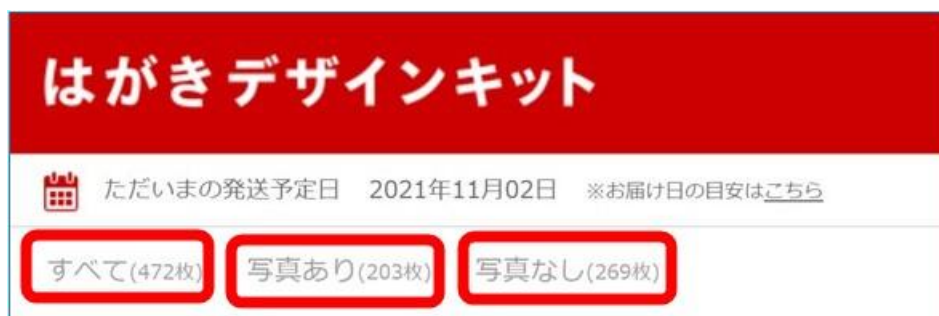 はがきデザインキット
ただいまの発送予定日 2021年11月02日 ※お届け日の目安はこちら
すべて(472枚) 写真あり(203枚) 写真なし(269枚)